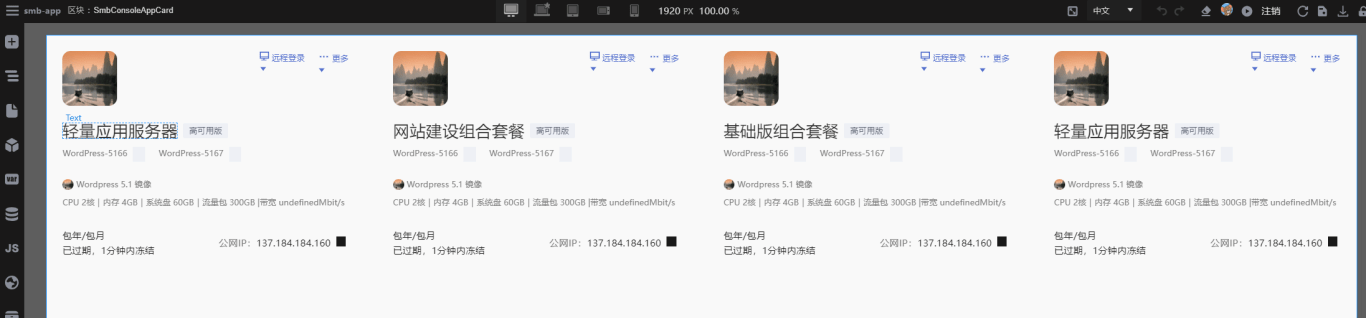 smb-app 区块：SmbConsoleAppCard 1920 PX 100.00 % 中文 注销
var
JS
远程登录 更多 远程登录 更多 远程登录 更多 远程登录 更多
Text
轻量应用服务器 高可用版 网站建设组合套餐 高可用版 基础版组合套餐 高可用版 轻量应用服务器 高可用版
WordPress-5166 WordPress-5167 WordPress-5166 WordPress-5167 WordPress-5166 WordPress-5167 WordPress-5166 WordPress-5167
Wordpress 5.1 镜像 Wordpress 5.1 镜像 Wordpress 5.1 镜像 Wordpress 5.1 镜像
CPU 2核 | 内存 4GB | 系统盘 60GB | 流量包 300GB |带宽 undefinedMbit/s CPU 2核 | 内存 4GB | 系统盘 60GB | 流量包 300GB |带宽 undefinedMbit/s CPU 2核 | 内存 4GB | 系统盘 60GB | 流量包 300GB |带宽 undefinedMbit/s CPU 2核 | 内存 4GB | 系统盘 60GB | 流量包 300GB |带宽 undefinedMbit/s
包年/包月 包年/包月 包年/包月 包年/包月
公网IP： 137.184.184.160 公网IP： 137.184.184.160 公网IP： 137.184.184.160 公网IP： 137.184.184.160
已过期，1分钟内冻结 已过期，1分钟内冻结 已过期，1分钟内冻结 已过期，1分钟内冻结